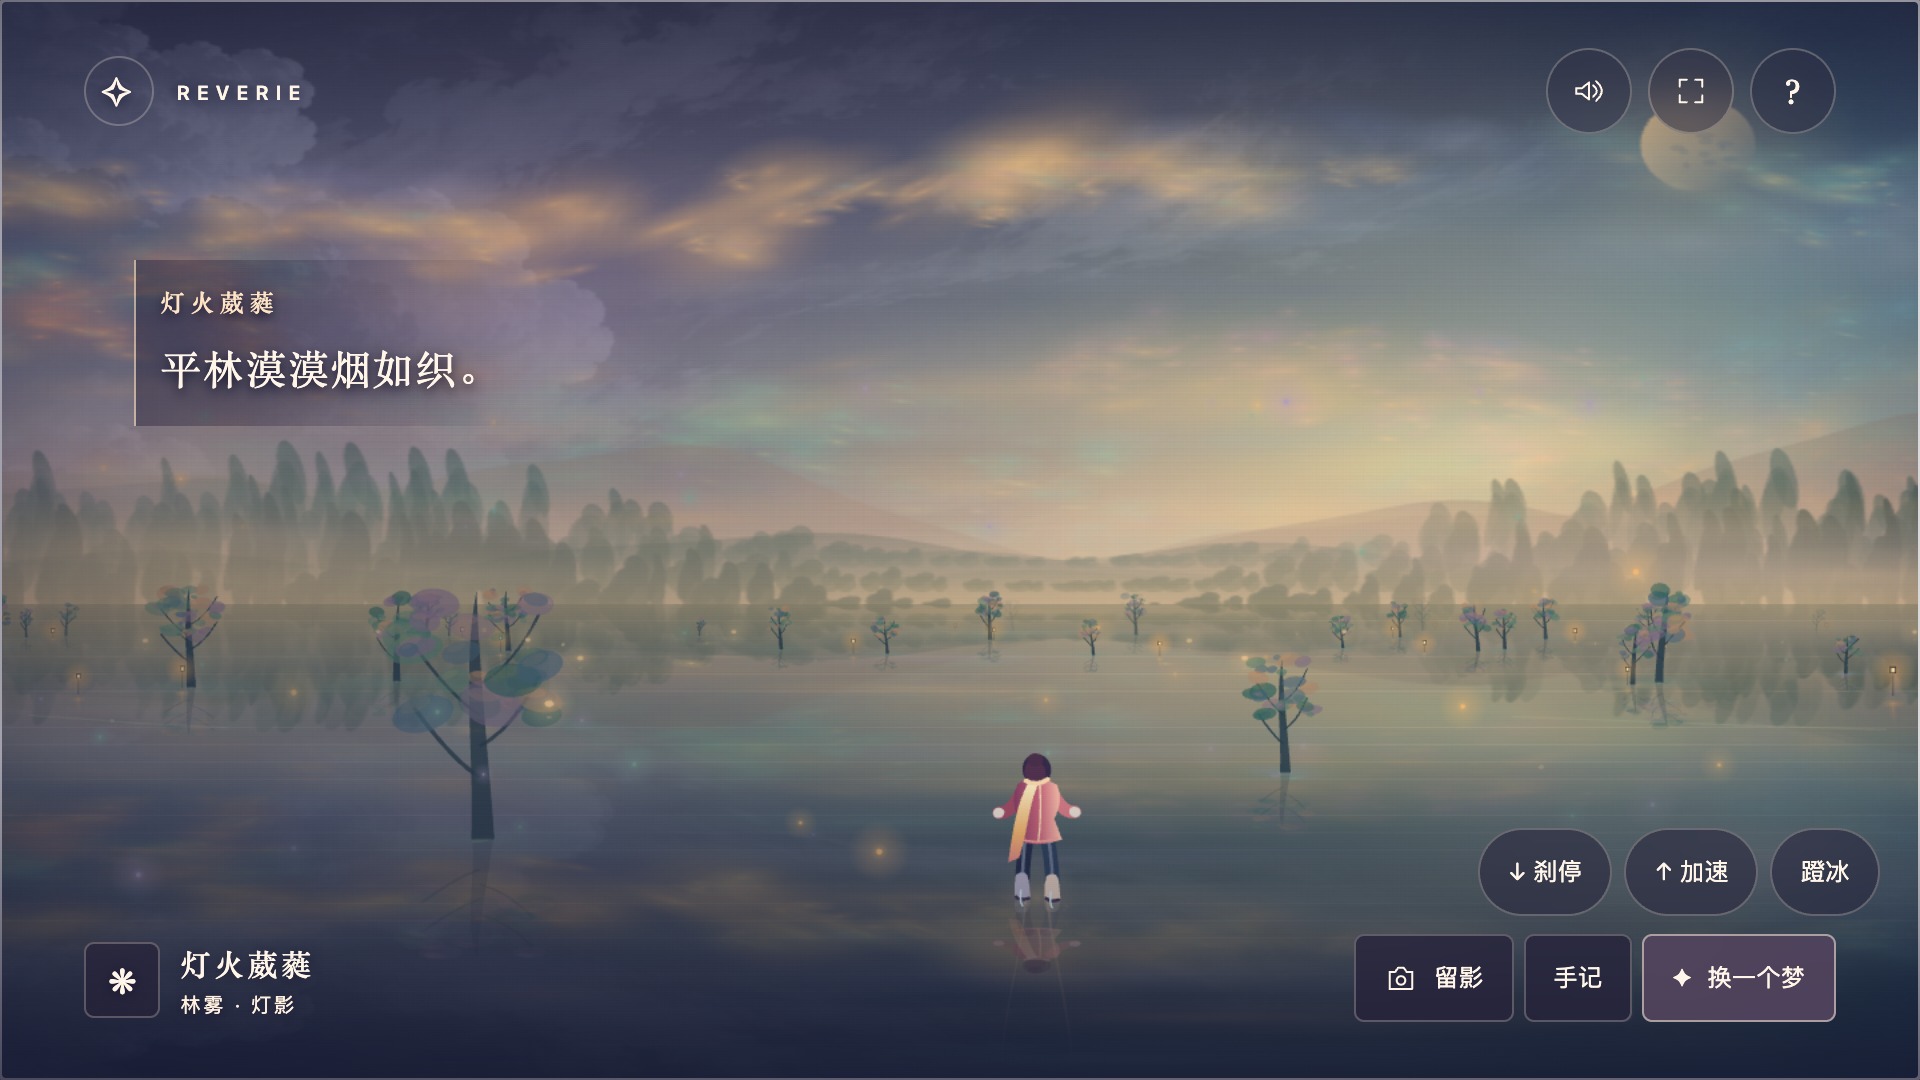 REVERIE
?
灯火葳蕤
平林漠漠烟如织。
↓ 刹停
↑ 加速
蹬冰
灯火葳蕤
林雾 · 灯影
留影
手记
换一个梦